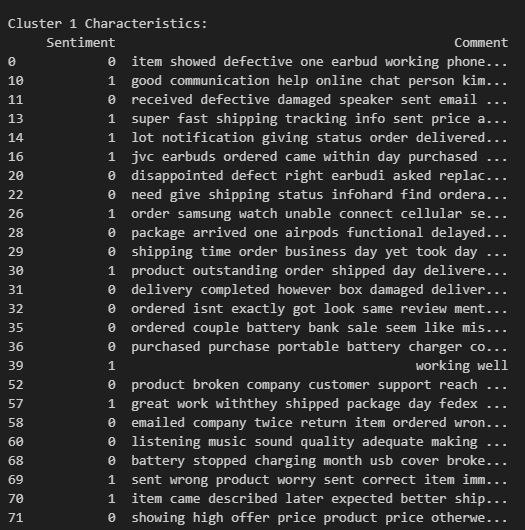 Cluster 1 Characteristics:
Sentiment Comment
0 0 item showed defective one earbud working phone...
10 1 good communication help online chat person kim...
11 0 received defective damaged speaker sent email ...
13 1 super fast shipping tracking info sent price a...
14 1 lot notification giving status order delivered...
16 1 jvc earbuds ordered came within day purchased ...
20 0 disappointed defect right earbudi asked replac...
22 0 need give shipping status infohard find ordera...
26 1 order samsung watch unable connect cellular se...
28 0 package arrived one airpods functional delayed...
29 0 shipping time order business day yet took day ...
30 1 product outstanding order shipped day delivere...
31 0 delivery completed however box damaged deliver...
32 0 ordered isnt exactly got look same review ment...
35 0 ordered couple battery bank sale seem like mis...
36 0 purchased purchase portable battery charger co...
39 1 working well
52 0 product broken company customer support reach ...
57 1 great work withthey shipped package day fedex ...
58 0 emailed company twice return item ordered wron...
60 0 listening music sound quality adequate making ...
68 0 battery stopped charging month usb cover broke...
69 1 sent wrong product worry sent correct item imm...
70 1 item came described later expected better ship...
71 0 showing high offer price product price otherwe...